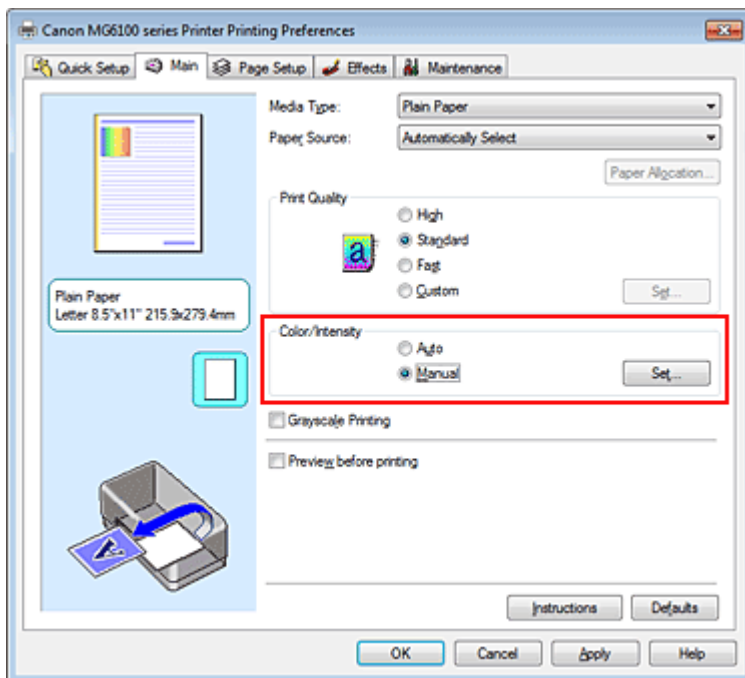 Canon MG6100 series Printer Printing Preferences
Quick Setup Main Page Setup Effects Maintenance
Media Type: Plain Paper
Paper Source: Automatically Select
Paper Allocation...
Print Quality
High
a Standard
Fast
Custom Set...
Plain Paper
Letter 8.5"x11" 215.9x279.4mm
Color/Intensity
Auto
Manual Set...
Grayscale Printing
Preview before printing
A
Instructions Defaults
OK Cancel Apply Help